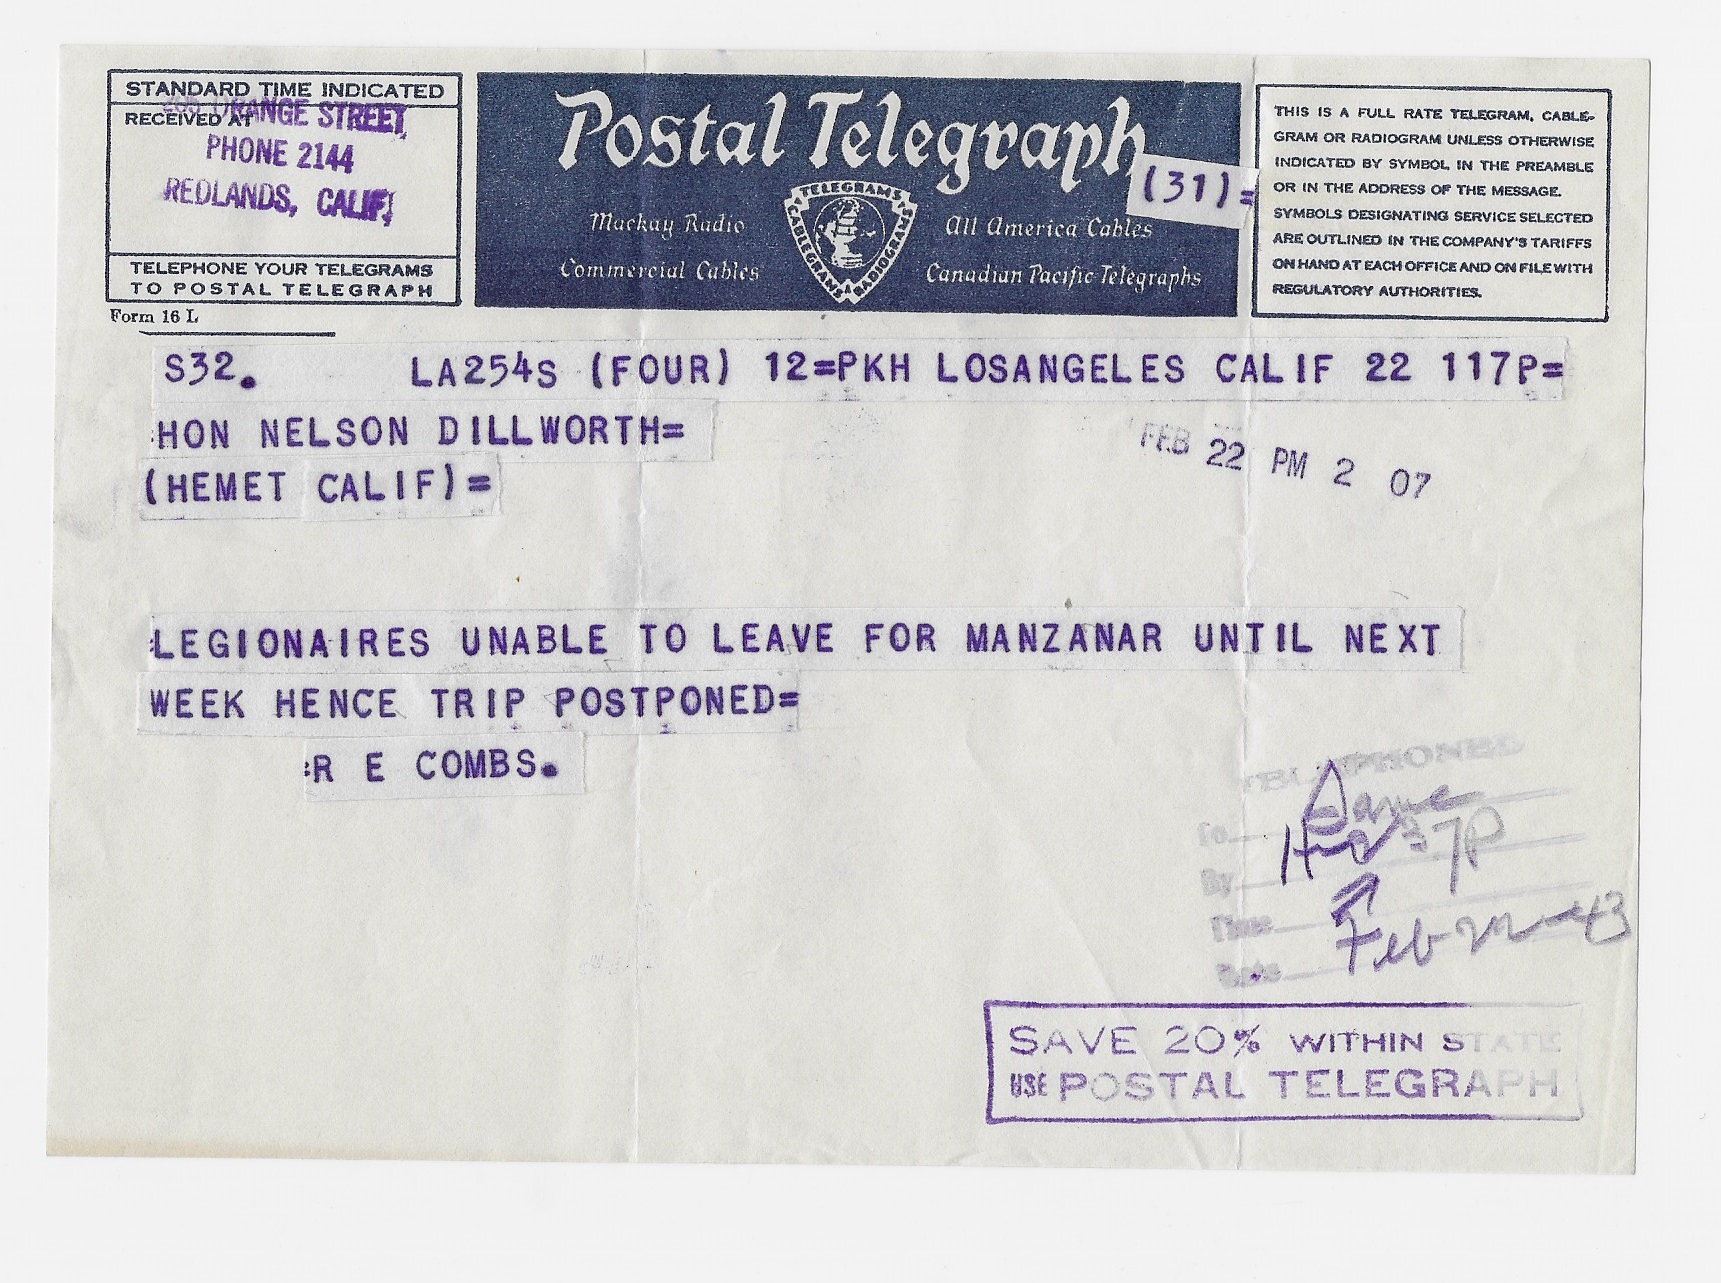 STANDARD TIME INDICATED
RECEIVED AT
ORANGE STREET,
PHONE 2144
REDLANDS, CALIF.
TELEPHONE YOUR TELEGRAMS
TO POSTAL TELEGRAPH
Form 16 L
Postal Telegraph
(31)=
TELEGRAMS
CABLEGRAMS & RADIOGRAMS
Mackay Radio
All America Cables
Commercial Cables
Canadian Pacific Telegraphs
THIS IS A FULL RATE TELEGRAM, CABLE-
GRAM OR RADIOGRAM UNLESS OTHERWISE
INDICATED BY SYMBOL IN THE PREAMBLE
OR IN THE ADDRESS OF THE MESSAGE.
SYMBOLS DESIGNATING SERVICE SELECTED
ARE OUTLINED IN THE COMPANY'S TARIFFS
ON HAND AT EACH OFFICE AND ON FILE WITH
REGULATORY AUTHORITIES.
S32. LA254S (FOUR) 12=PKH LOSANGELES CALIF 22 117P=
HON NELSON DILLWORTH=
(HEMET CALIF)=
FEB 22 PM 2 07
:LEGIONAIRES UNABLE TO LEAVE FOR MANZANAR UNTIL NEXT
WEEK HENCE TRIP POSTPONED=
:R E COMBS.
TELEPHONED
To
By
Time
Date
Feb 22-43
SAVE 20% WITHIN STATE
USE POSTAL TELEGRAPH